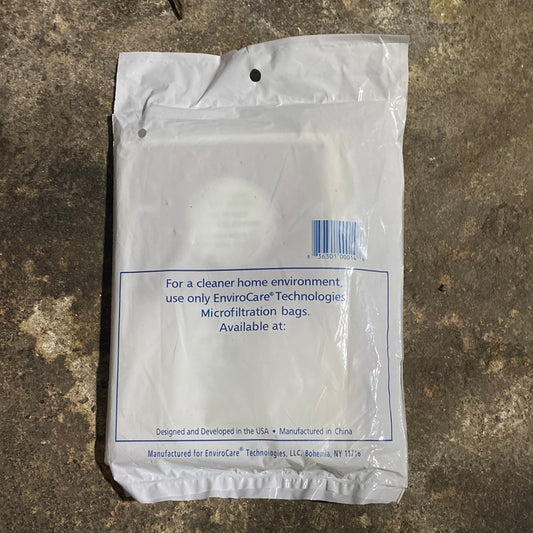 For a cleaner home environment,
use only EnviroCare® Technologies
Microfiltration bags.
Available at:
Designed and Developed in the USA • Manufactured in China
Manufactured for EnviroCare® Technologies, LLC, Bohemia, NY 11716